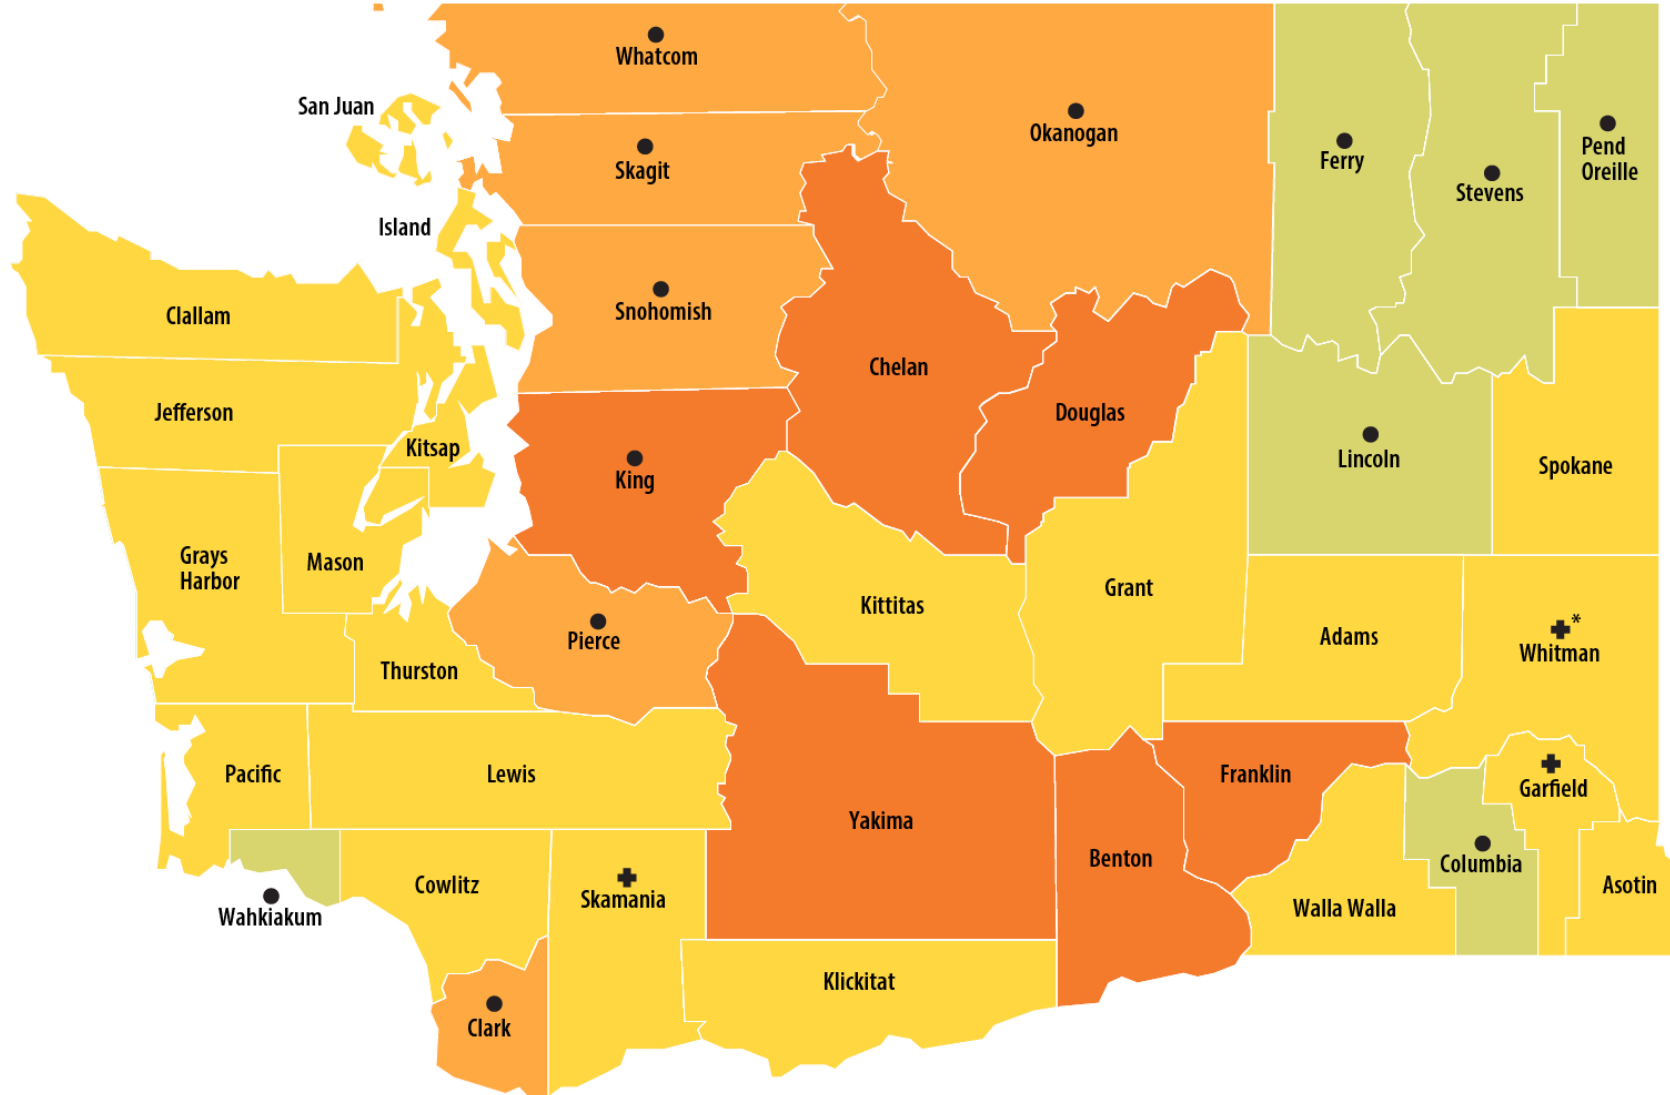 Whatcom
San Juan
Okanogan
Pend
Oreille
Ferry
Skagit
Stevens
Island
Snohomish
Clallam
Chelan
Jefferson
Douglas
Kitsap
Lincoln
Spokane
King
Grays
Harbor
Mason
Grant
Kittitas
*
Adams
Pierce
Whitman
Thurston
Pacific
Lewis
Franklin
Garfield
Yakima
Benton
Columbia
Cowlitz
Skamania
Asotin
Walla Walla
Wahkiakum
Klickitat
Clark